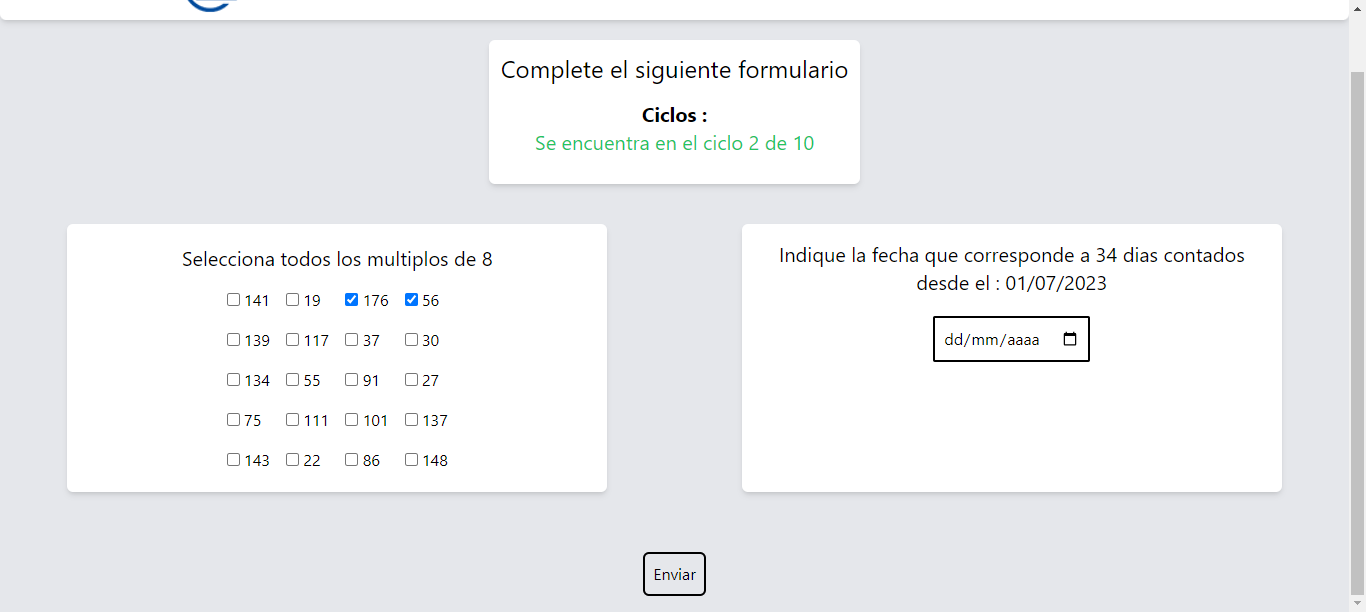 Complete el siguiente formulario
Ciclos :
Se encuentra en el ciclo 2 de 10
Selecciona todos los multiplos de 8
141 19 176 56
139 117 37 30
134 55 91 27
75 111 101 137
143 22 86 148
Indique la fecha que corresponde a 34 dias contados
desde el : 01/07/2023
dd/mm/aaaa
Enviar